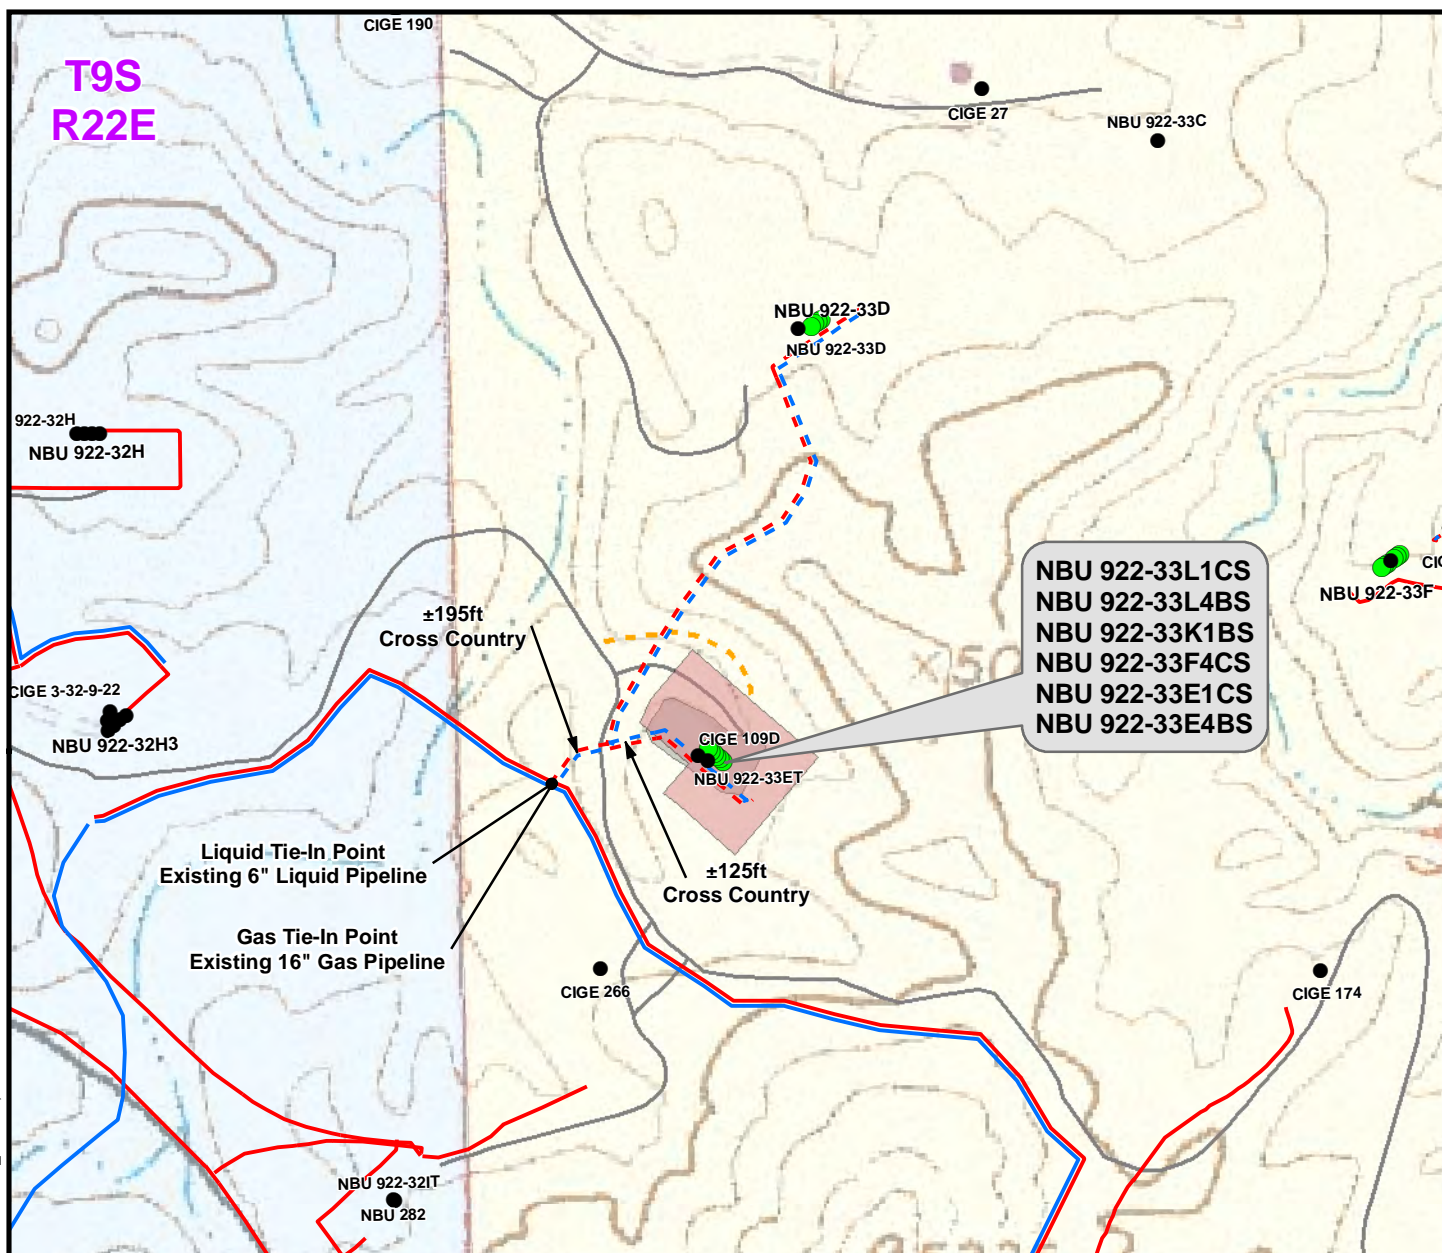 CIGE 190
T9S
R22E
CIGE 27
NBU 922-33C
NBU 922-33D
NBU 922-33D
922-32H
NBU 922-32H
NBU 922-33L1CS
NBU 922-33L4BS
NBU 922-33K1BS
NBU 922-33F4CS
NBU 922-33E1CS
NBU 922-33E4BS
NBU 922-33F
±195ft
Cross Country
CIGE 3-32-9-22
NBU 922-32H3
CIGE 109D
NBU 922-33ET
Liquid Tie-In Point
Existing 6" Liquid Pipeline
±125ft
Cross Country
Gas Tie-In Point
Existing 16" Gas Pipeline
CIGE 266
CIGE 174
NBU 922-32IT
NBU 282